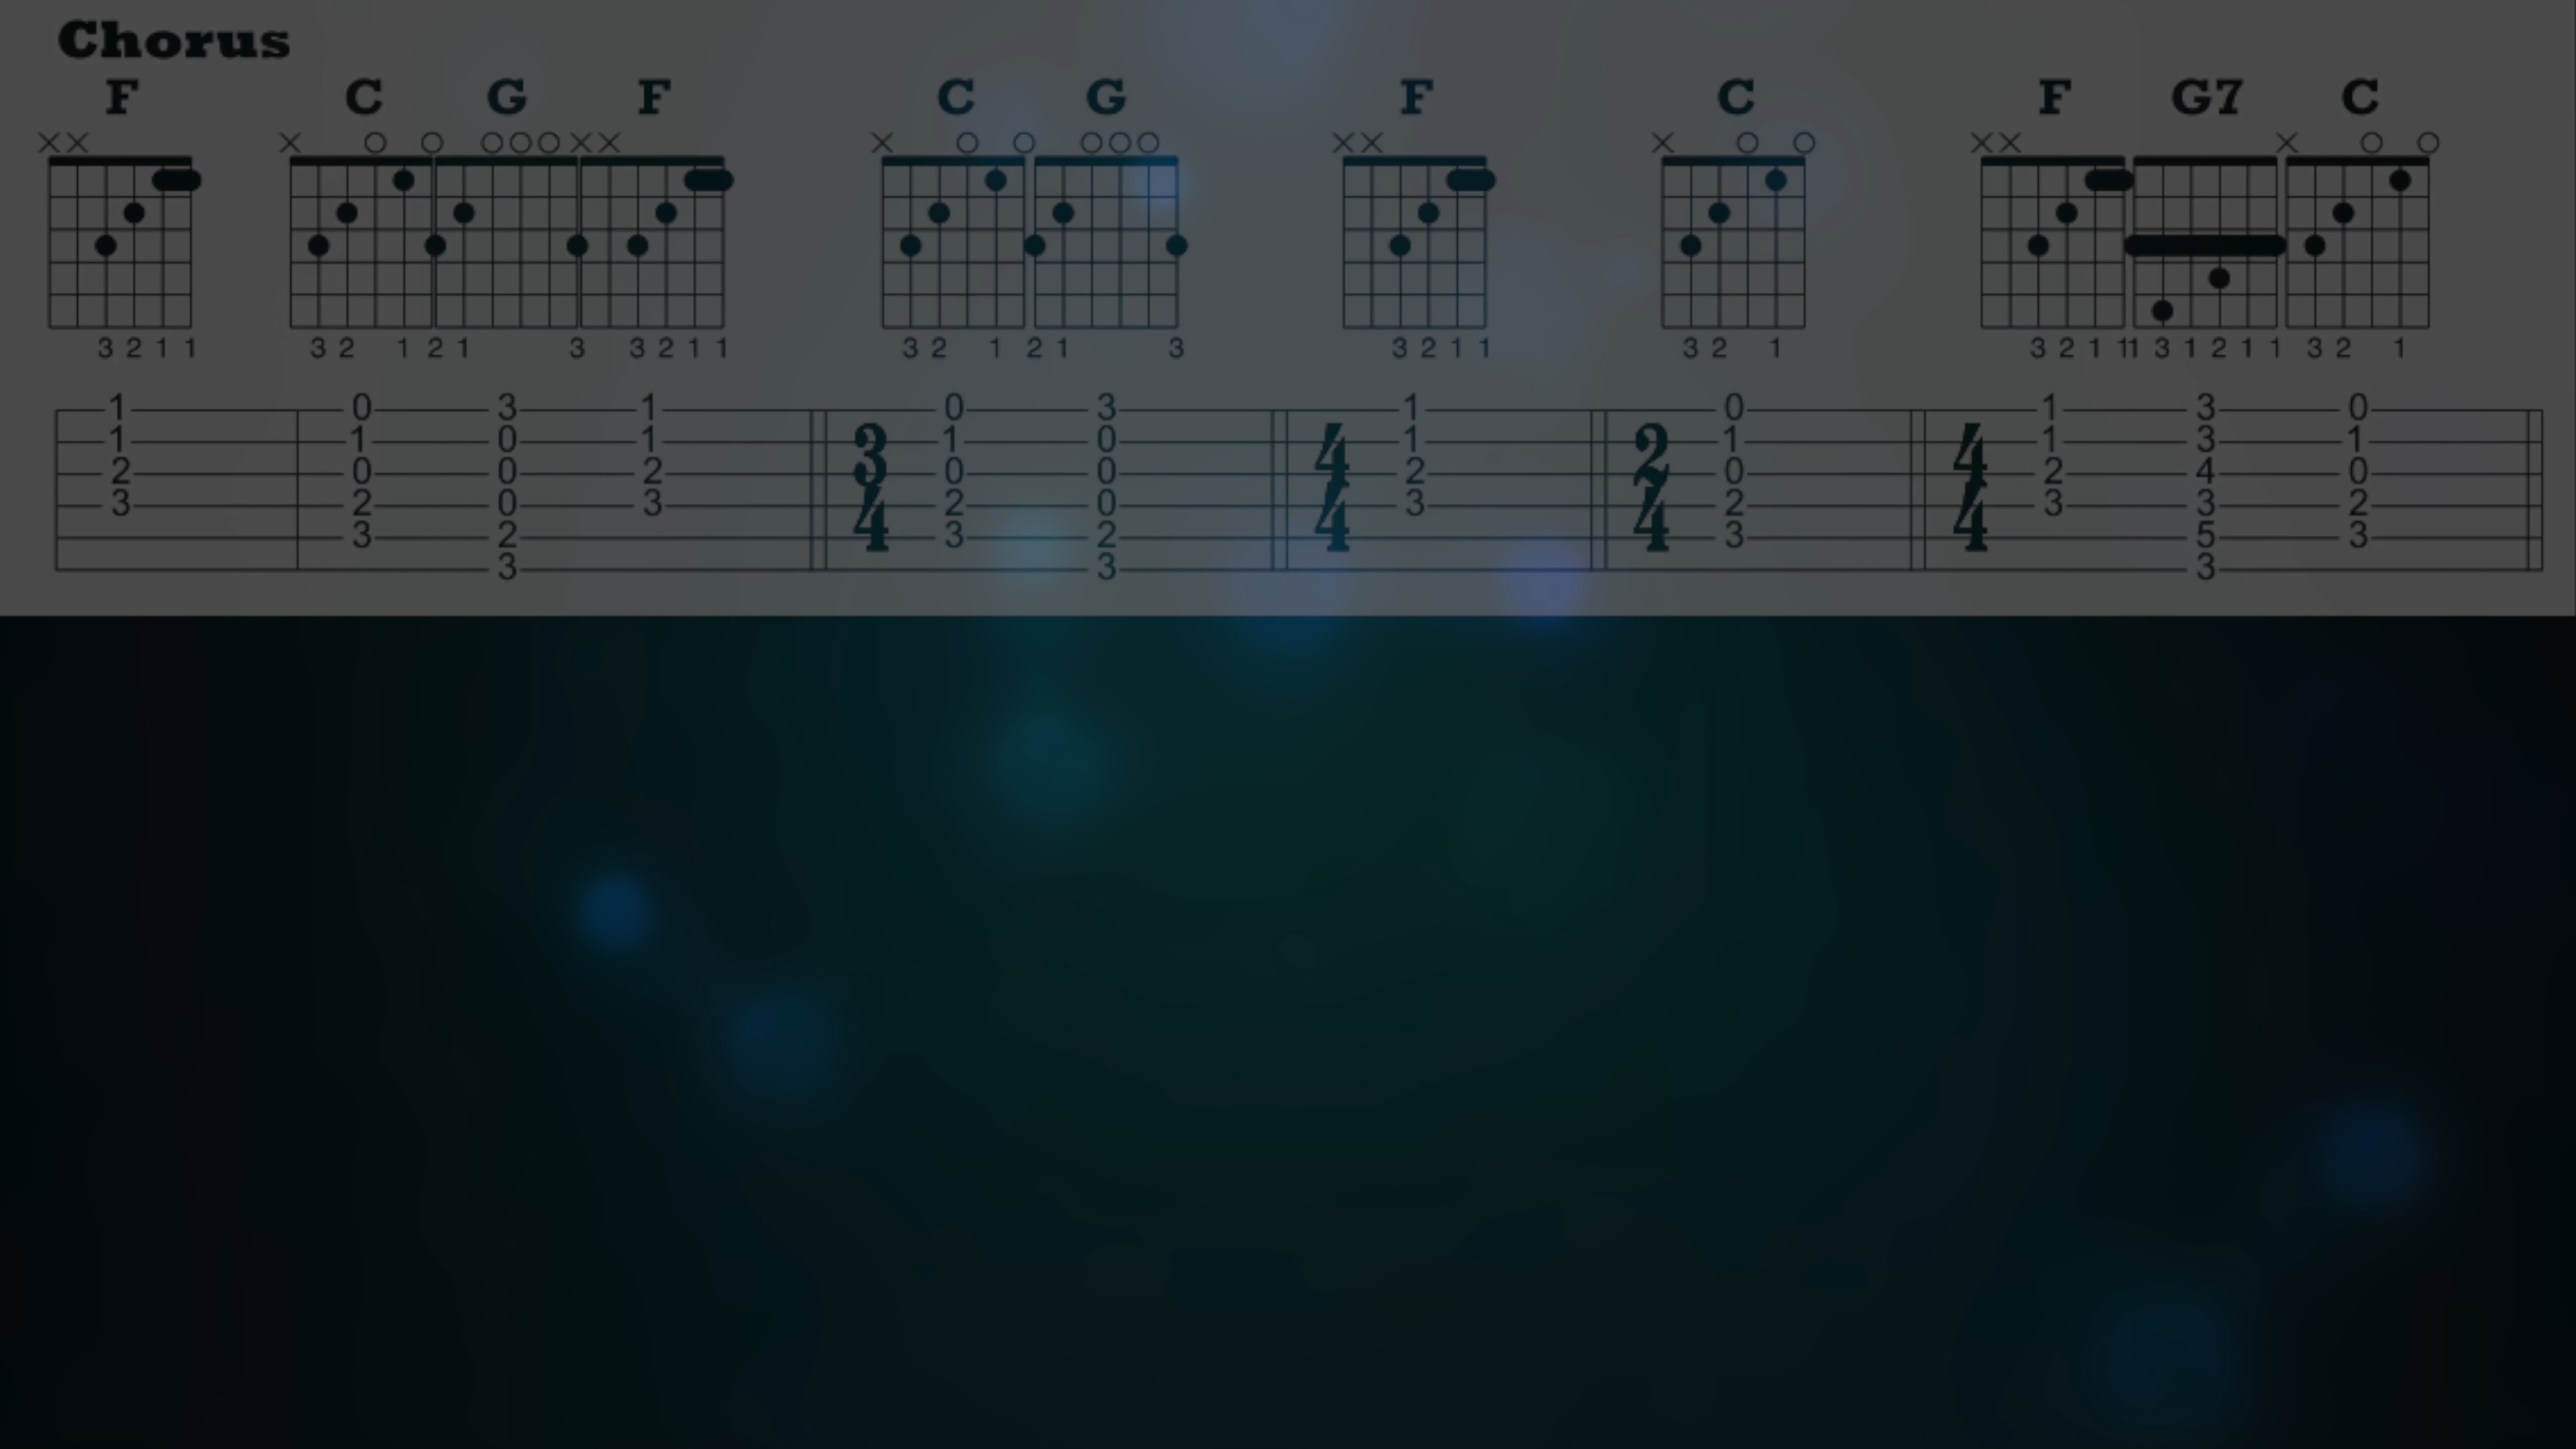 Chorus
F C G F C G F C F G7 C
× × × ○ ○ ○ ○ ○ × × × ○ ○ ○ ○ ○ × × × ○ ○ × × × ○ ○
3 2 1 1 3 2 1 2 1 3 3 2 1 1 3 2 1 2 1 3 3 2 1 1 3 2 1 3 2 1 1 1 3 1 2 1 1 3 2 1
1 0 3 1 0 3 1 0 1 3 0
1 1 0 1 3 1 0 4 1 2 1 4 1 3 1
2 0 0 2 0 0 2 0 2 4 0
3 2 0 3 4 2 0 4 3 4 2 4 3 3 2
3 2 3 2 3 5 3
3 3 3